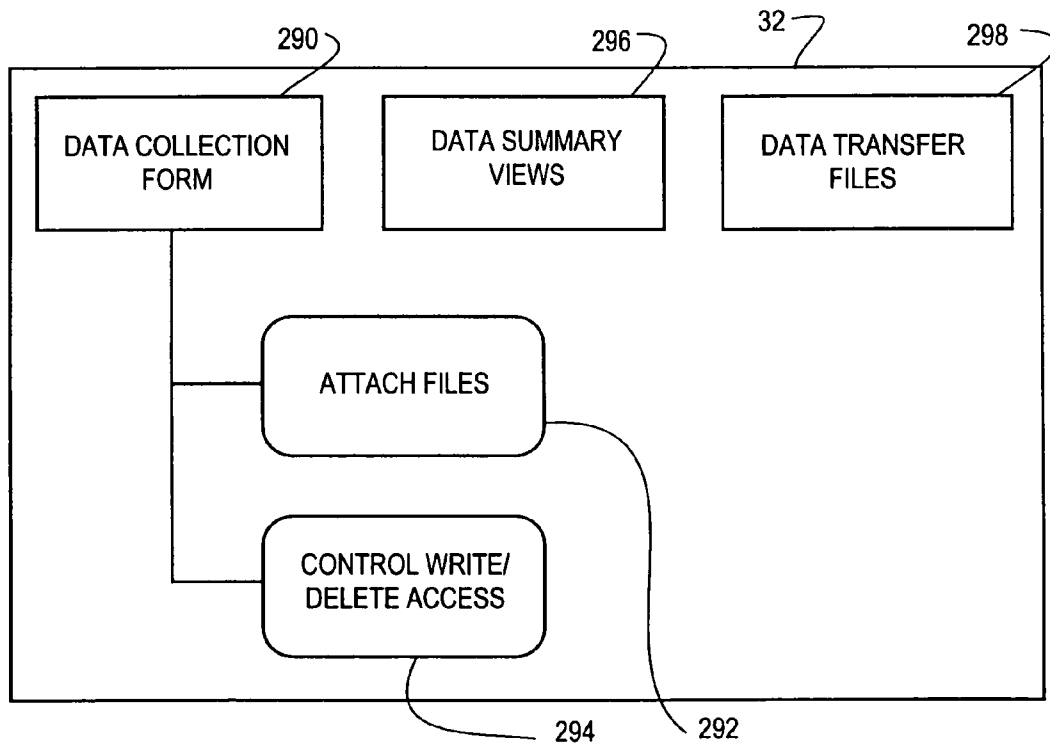 290
296
32
298
DATA COLLECTION
FORM
DATA SUMMARY
VIEWS
DATA TRANSFER
FILES
ATTACH FILES
CONTROL WRITE/
DELETE ACCESS
294
292